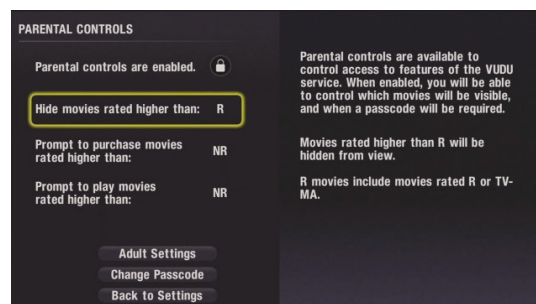 PARENTAL CONTROLS
Parental controls are enabled.
Hide movies rated higher than: R
Prompt to purchase movies
rated higher than: NR
Prompt to play movies
rated higher than: NR
Adult Settings
Change Passcode
Back to Settings
Parental controls are available to
control access to features of the VUDU
service. When enabled, you will be able
to control which movies will be visible,
and when a passcode will be required.
Movies rated higher than R will be
hidden from view.
R movies include movies rated R or TV-
MA.